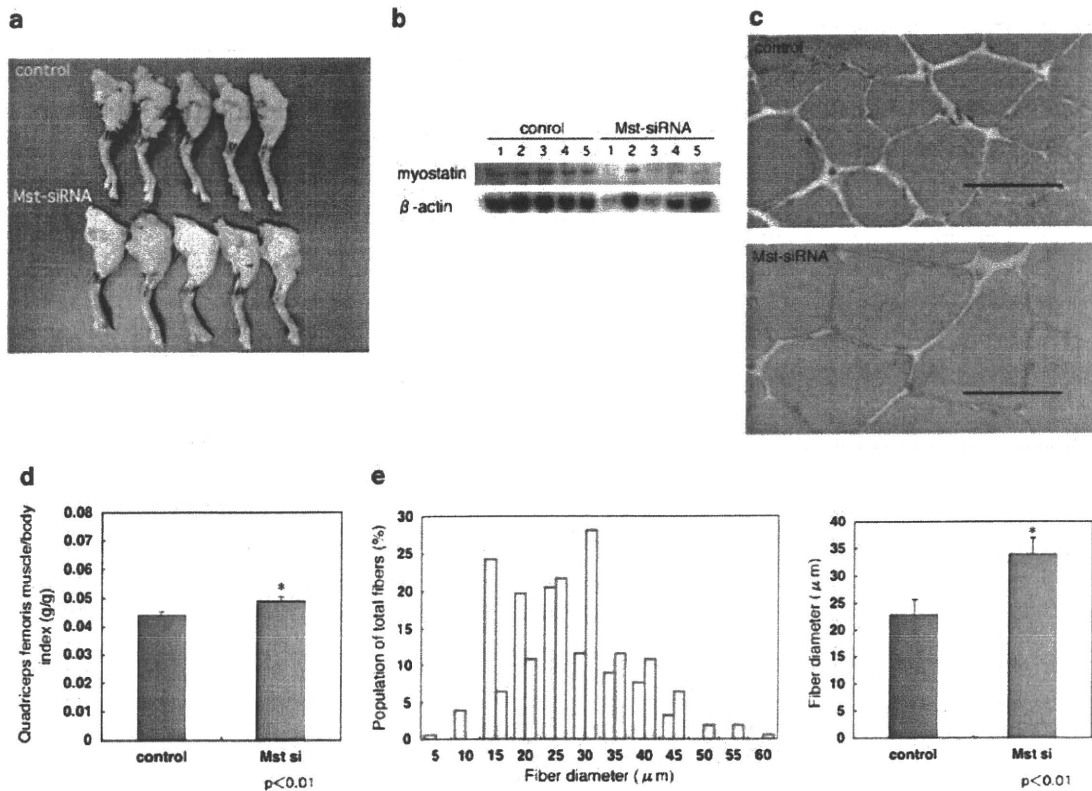 a
control
Mst-siRNA
b
conrol Mst-siRNA
1 2 3 4 5 1 2 3 4 5
myostatin
β-actin
c
control
Mst-siRNA
d
Quadriceps femoris muscle/body
index (g/g)
0.08
0.07
0.06
0.05
0.04
0.03
0.02
0.01
0
*
control Mst si
p<0.01
e
Population of total fibers (%)
30
25
20
15
10
5
0
5 10 15 20 25 30 35 40 45 50 55 60
Fiber diameter (μm)
Fiber diameter (μm)
40
35
30
25
20
15
10
5
0
*
control Mst si
p<0.01